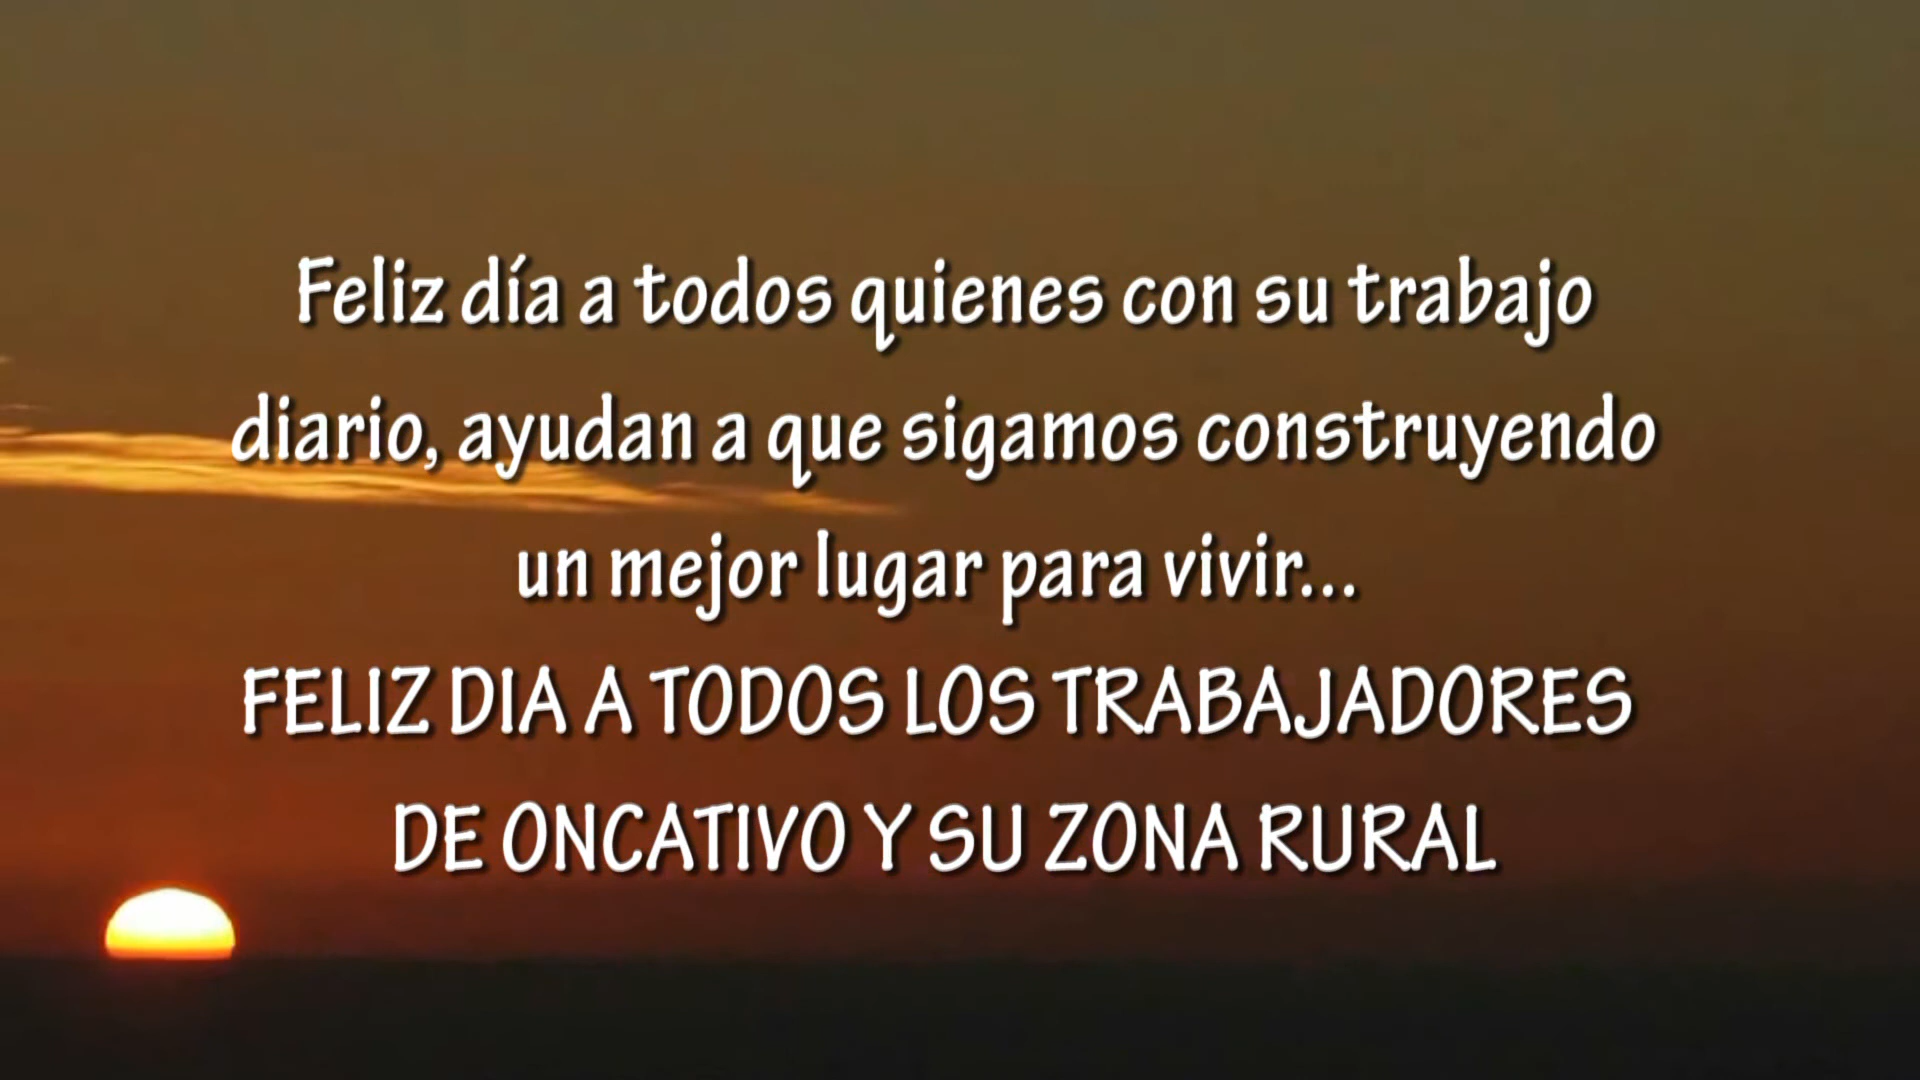 Feliz día a todos quienes con su trabajo
diario, ayudan a que sigamos construyendo
un mejor lugar para vivir...
FELIZ DIA A TODOS LOS TRABAJADORES
DE ONCATIVO Y SU ZONA RURAL